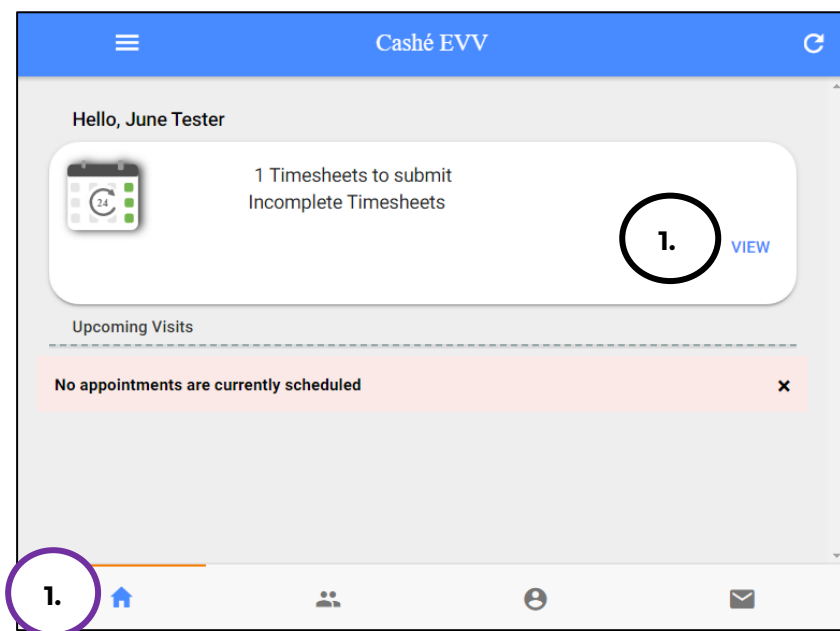 Cashé EVV
Hello, June Tester
1 Timesheets to submit
Incomplete Timesheets
24
1.
VIEW
Upcoming Visits
No appointments are currently scheduled
1.